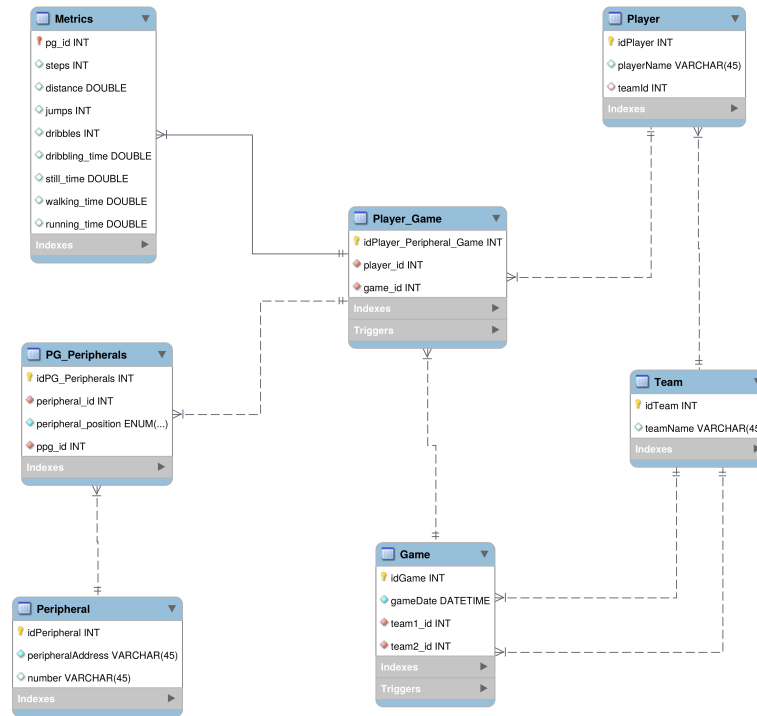 Metrics
pg_id INT
steps INT
distance DOUBLE
jumps INT
dribbles INT
dribbling_time DOUBLE
still_time DOUBLE
walking_time DOUBLE
running_time DOUBLE
Indexes
Player
idPlayer INT
playerName VARCHAR(45)
teamId INT
Indexes
Player_Game
idPlayer_Peripheral_Game INT
player_id INT
game_id INT
Indexes
Triggers
PG_Peripherals
idPG_Peripherals INT
peripheral_id INT
peripheral_position ENUM(...)
ppg_id INT
Indexes
Team
idTeam INT
teamName VARCHAR(45
Indexes
Game
idGame INT
gameDate DATETIME
team1_id INT
team2_id INT
Indexes
Triggers
Peripheral
idPeripheral INT
peripheralAddress VARCHAR(45)
number VARCHAR(45)
Indexes